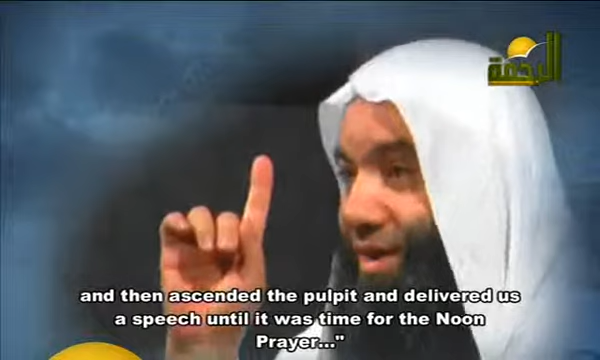 الرحمة
and then ascended the pulpit and delivered us
a speech until it was time for the Noon
Prayer..."